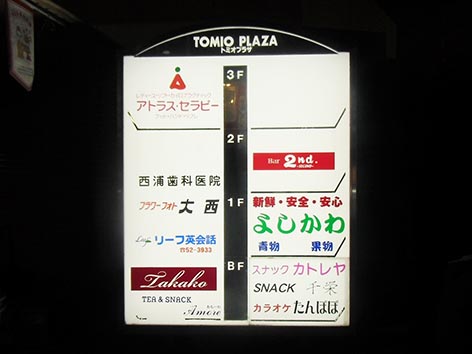 TOMIO PLAZA
トミオプラザ
3F
アトラス・セラピー
2F
Bar 2nd.
西浦歯科医院
フラワーフォト 大西
1F
新鮮・安全・安心
よしかわ
青物 果物
リーフ英会話
☎52-3933
BF
Takako
TEA & SNACK
Amore
スナック カトレヤ
SNACK 千栄
カラオケ たんぽぽ